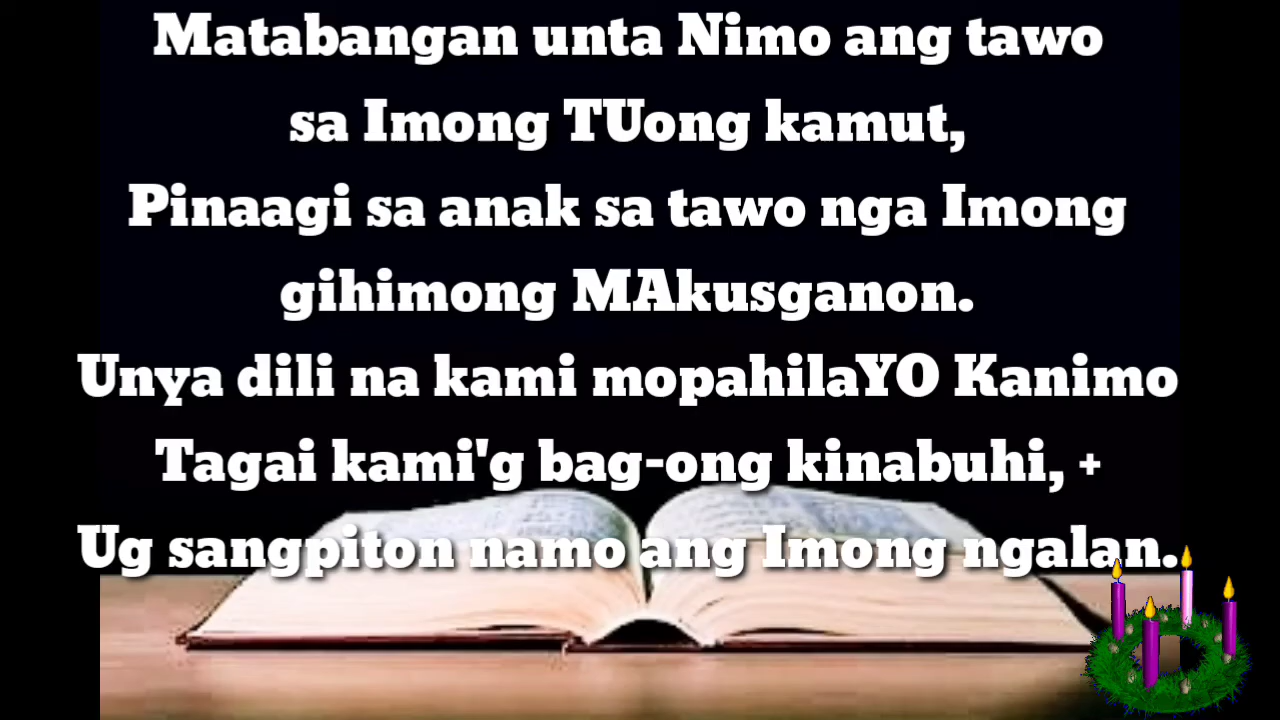 Matabangan unta Nimo ang tawo
sa Imong TUong kamut,
Pinaagi sa anak sa tawo nga Imong
gihimong MAkusganon.
Unya dili na kami mopahilaYO Kanimo
Tagai kami'g bag-ong kinabuhi, +
Ug sangpiton namo ang Imong ngalan.